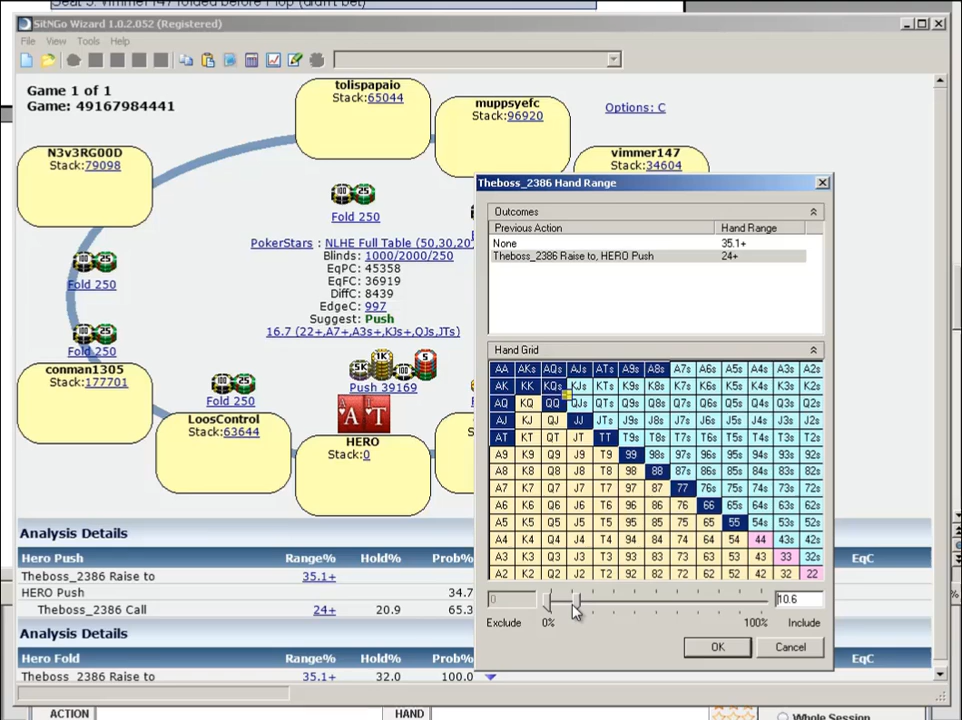 Seat 5: vimmer147 folded before Flop (didn't bet)
SitNGo Wizard 1.0.2.052 (Registered)
File View Tools Help
Game 1 of 1
Game: 49167984441
tolispapaio
Stack:65044
muppsyefc
Stack:96920
Options: C
N3v3RG00D
Stack:79098
vimmer147
Stack:34604
Fold 250
PokerStars : NLHE Full Table (50,30,20)
Blinds: 1000/2000/250
EqPC: 45358
EqFC: 36919
DiffC: 8439
EdgeC: 997
Suggest: Push
16.7 (22+,A7+,A3s+,KJs+,QJs,JTs)
Fold 250
Fold 250
conman1305
Stack:177701
Fold 250
Push 39169
LoosControl
Stack:63644
HERO
Stack:0
Theboss_2386 Hand Range
Outcomes
Previous Action Hand Range
None 35.1+
Theboss_2386 Raise to, HERO Push 24+
Hand Grid
AA AKs AQs AJs ATs A9s A8s A7s A6s A5s A4s A3s A2s
AK KK KQs KJs KTs K9s K8s K7s K6s K5s K4s K3s K2s
AQ KQ QQ QJs QTs Q9s Q8s Q7s Q6s Q5s Q4s Q3s Q2s
AJ KJ QJ JJ JTs J9s J8s J7s J6s J5s J4s J3s J2s
AT KT QT JT TT T9s T8s T7s T6s T5s T4s T3s T2s
A9 K9 Q9 J9 T9 99 98s 97s 96s 95s 94s 93s 92s
A8 K8 Q8 J8 T8 98 88 87s 86s 85s 84s 83s 82s
A7 K7 Q7 J7 T7 97 87 77 76s 75s 74s 73s 72s
A6 K6 Q6 J6 T6 96 86 76 66 65s 64s 63s 62s
A5 K5 Q5 J5 T5 95 85 75 65 55 54s 53s 52s
A4 K4 Q4 J4 T4 94 84 74 64 54 44 43s 42s
A3 K3 Q3 J3 T3 93 83 73 63 53 43 33 32s
A2 K2 Q2 J2 T2 92 82 72 62 52 42 32 22
0 10.6
Exclude 0% 100% Include
OK Cancel
Analysis Details
Hero Push Range% Hold% Prob% EqC
Theboss_2386 Raise to 35.1+
HERO Push 34.7
Theboss_2386 Call 24+ 20.9 65.3
Analysis Details
Hero Fold Range% Hold% Prob% EqC
Theboss_2386 Raise to 35.1+ 32.0 100.0
ACTION HAND Whole Session